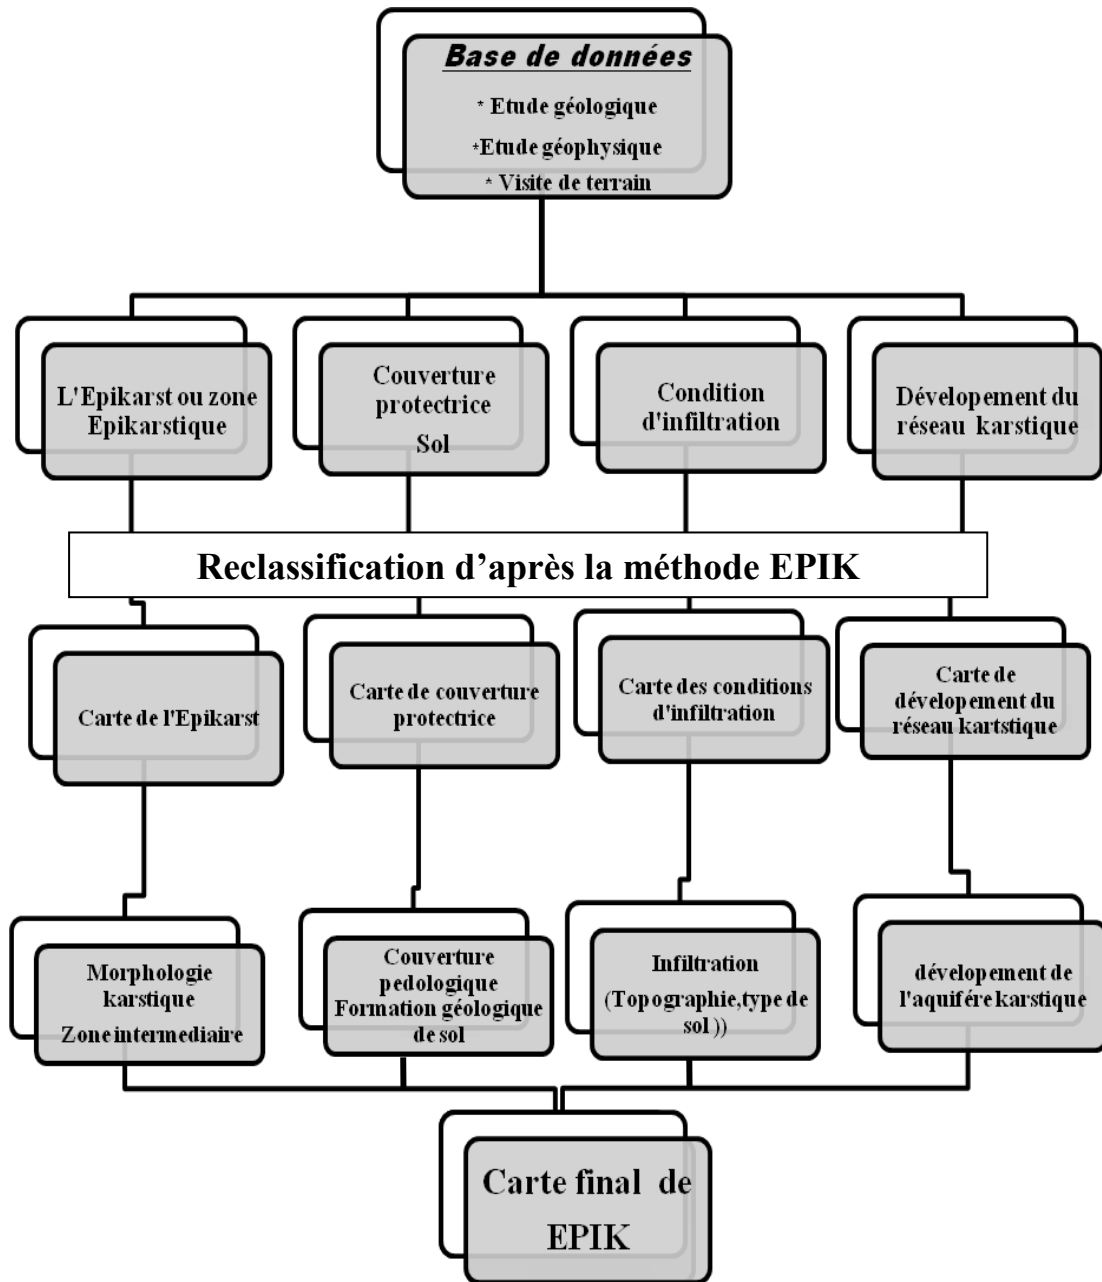 Base de données
* Etude géologique
*Etude géophysique
* Visite de terrain
L'Epikarst ou zone
Epikarstique
Couverture
protectrice
Sol
Condition
d'infiltration
Dévelopement du
réseau karstique
Reclassification d’après la méthode EPIK
Carte de l'Epikarst
Carte de couverture
protectrice
Carte des conditions
d'infiltration
Carte de
dévelopement du
réseau kartstique
Morphologie
karstique
Zone intermediaire
Couverture
pedologique
Formation géologique
de sol
Infiltration
(Topographie,type de
sol ))
dévelopement de
l'aquifére karstique
Carte final de
EPIK